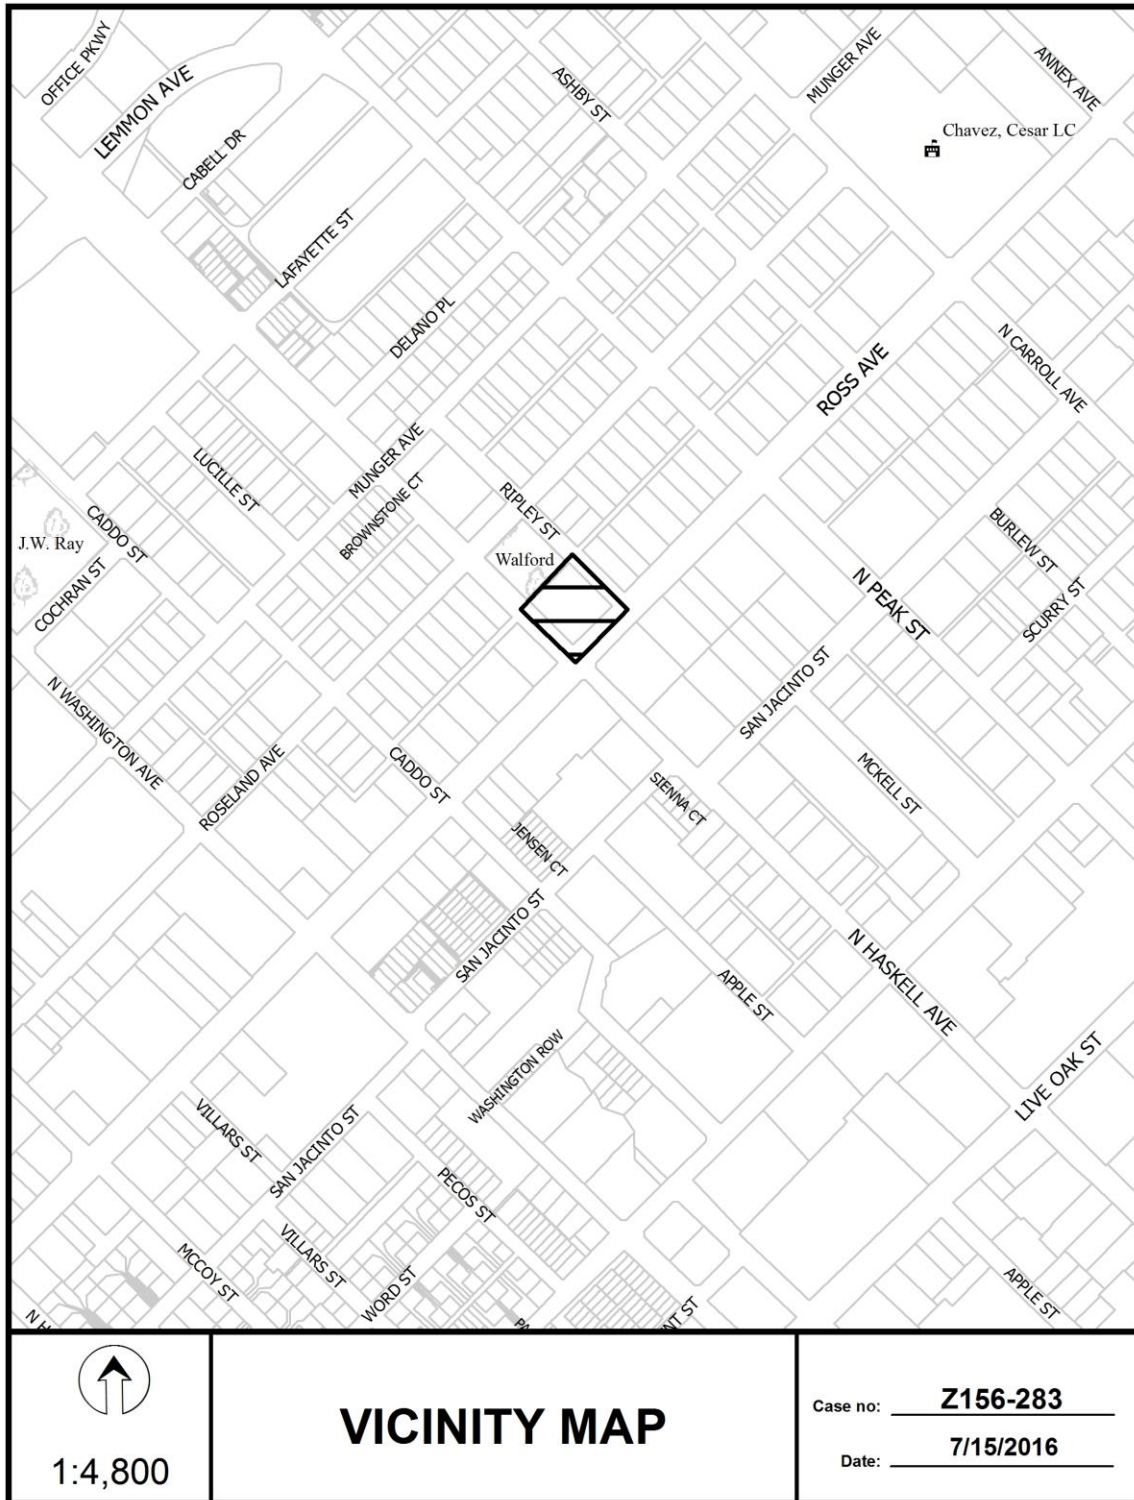 OFFICE PKWY
LEMMON AVE
CABELL DR
ASHBY ST
MUNGER AVE
ANNEX AVE
Chavez, Cesar LC
LAFAYETTE ST
DELANO PL
ROSS AVE
N CARROLL AVE
LUCILLE ST
MUNGER AVE
BROWNSTONE CT
RIPLEY ST
CADDO ST
J.W. Ray
COCHRAN ST
Walford
BURLEW ST
N PEAK ST
SCURRY ST
N WASHINGTON AVE
SAN JACINTO ST
ROSELAND AVE
CADDO ST
SIENNA CT
MCKELL ST
JENSEN CT
SAN JACINTO ST
APPLE ST
N HASKELL AVE
WASHINGTON ROW
LIVE OAK ST
VILLARS ST
SAN JACINTO ST
PECOS ST
VILLARS ST
MCCOY ST
WORD ST
APPLE ST
N H
PA
NT ST
1:4,800
VICINITY MAP
Case no: Z156-283
Date: 7/15/2016